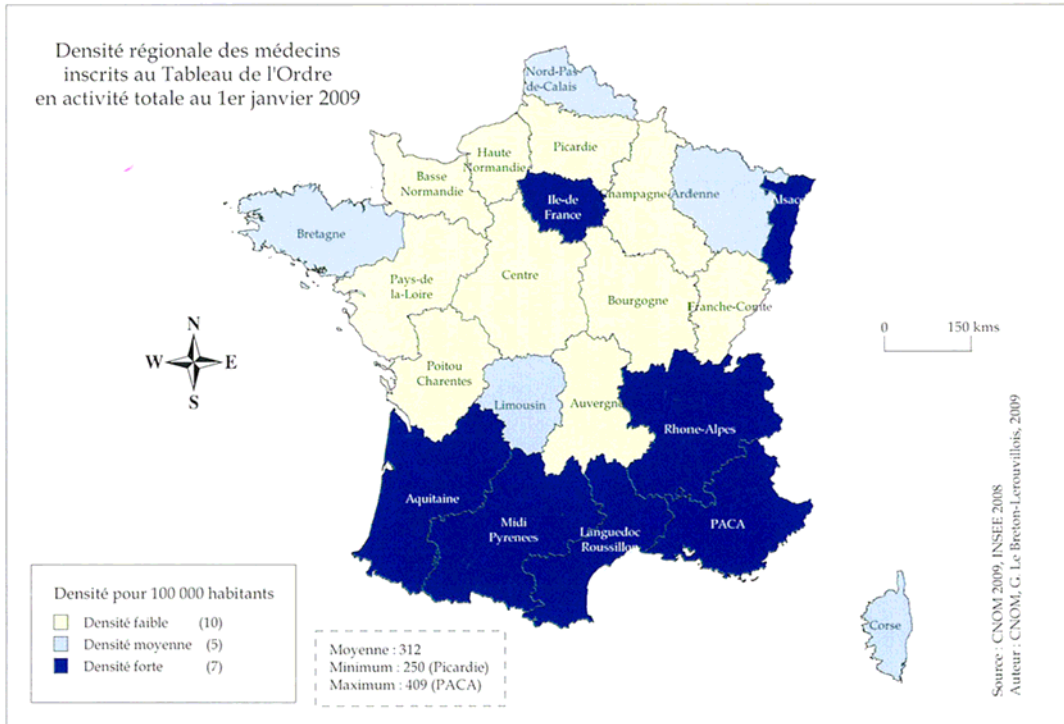 Densité régionale des médecins
inscrits au Tableau de l'Ordre
en activité totale au 1er janvier 2009
Nord-Pas
de-Calais
Picardie
Haute
Normandie
Basse
Normandie
Champagne
Ardenne
Alsace
Ile-de
France
Bretagne
Pays-de
la-Loire
Centre
Bourgogne
Franche-Comte
Poitou
Charentes
Limousin
Auvergne
Rhone-Alpes
Aquitaine
Midi
Pyrenees
Languedoc
Roussillon
PACA
Corse
N
W E
S
0 150 kms
Densité pour 100 000 habitants
Densité faible (10)
Densité moyenne (5)
Densité forte (7)
Moyenne : 312
Minimum : 250 (Picardie)
Maximum : 409 (PACA)
Source : CNOM 2009, INSEE 2008
Auteur : CNOM, G. Le Breton-Lerouvillois, 2009